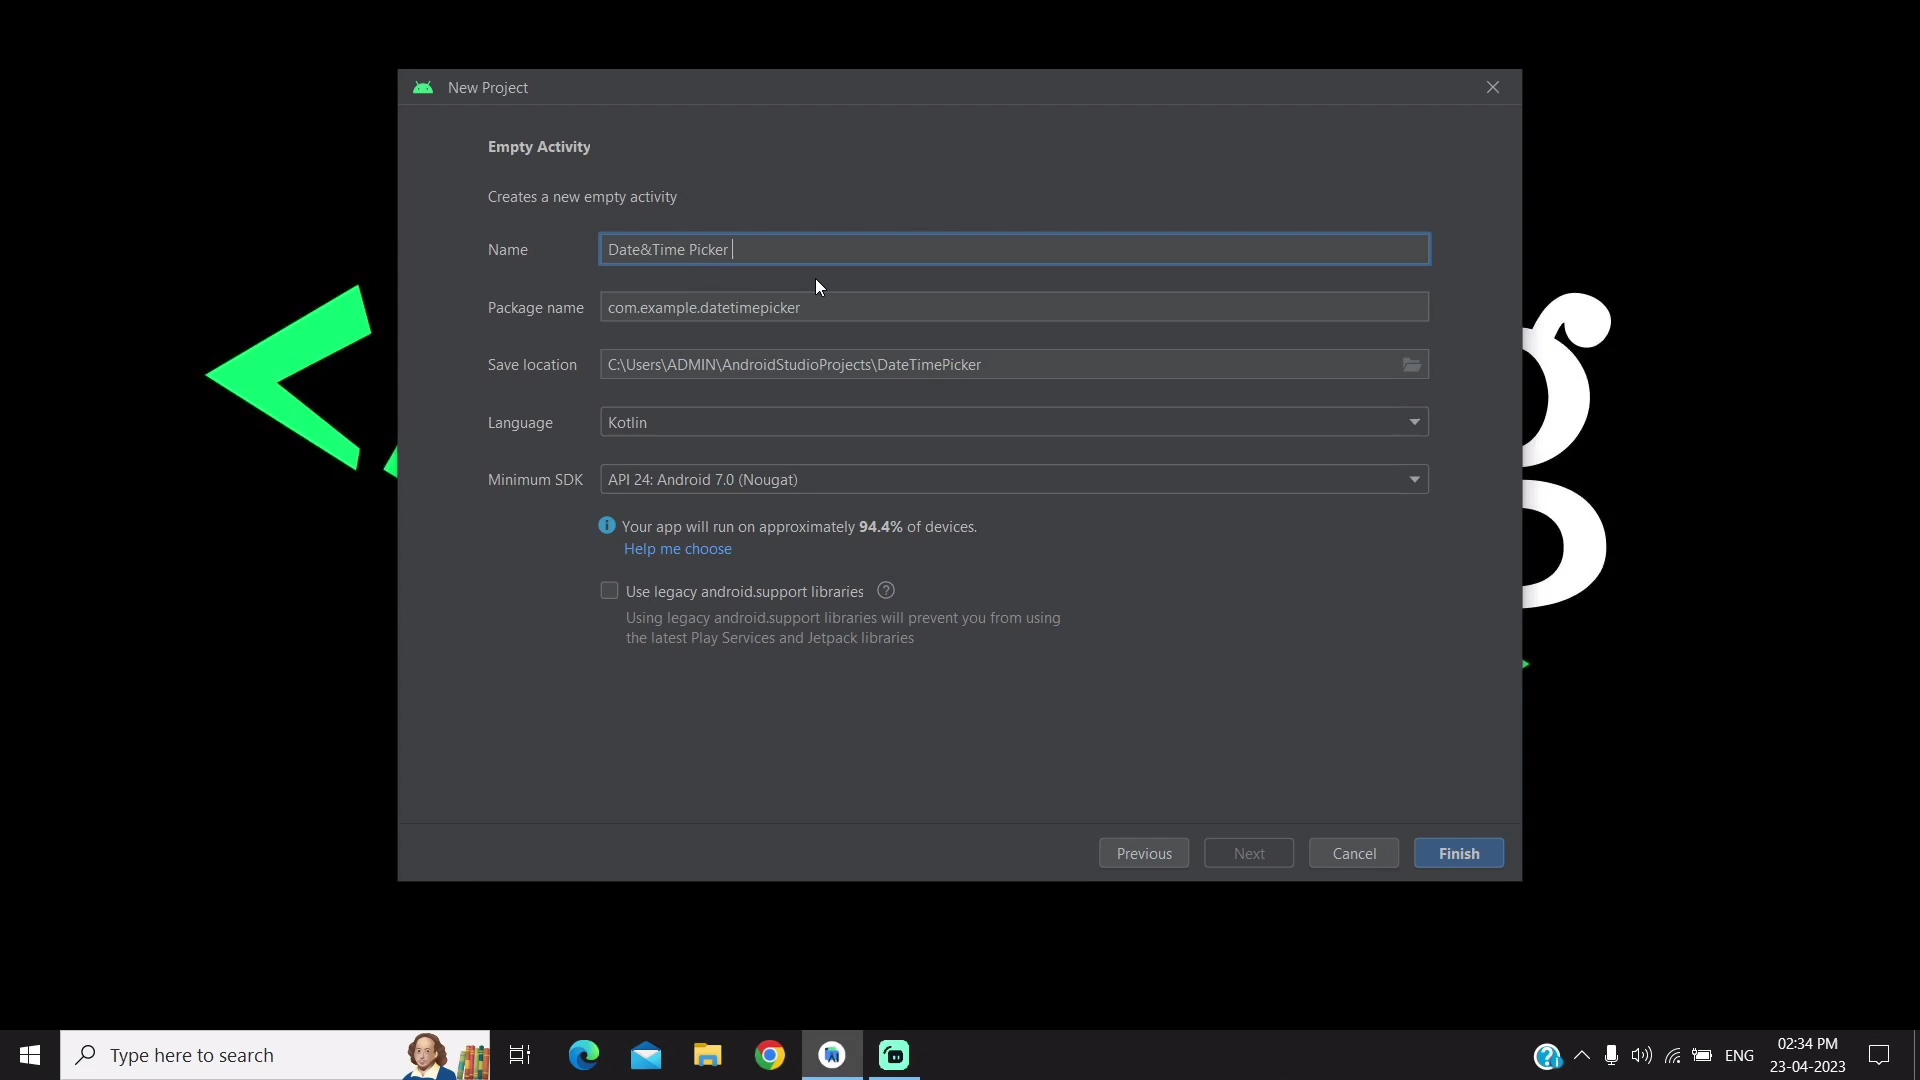 New Project
Empty Activity
Creates a new empty activity
Name
Date&Time Picker
Package name
com.example.datetimepicker
Save location
C:\Users\ADMIN\AndroidStudioProjects\DateTimePicker
Language
Kotlin
Minimum SDK
API 24: Android 7.0 (Nougat)
Your app will run on approximately 94.4% of devices.
Help me choose
Use legacy android.support libraries
Using legacy android.support libraries will prevent you from using
the latest Play Services and Jetpack libraries
Previous
Next
Cancel
Finish
Type here to search
ENG
02:34 PM
23-04-2023